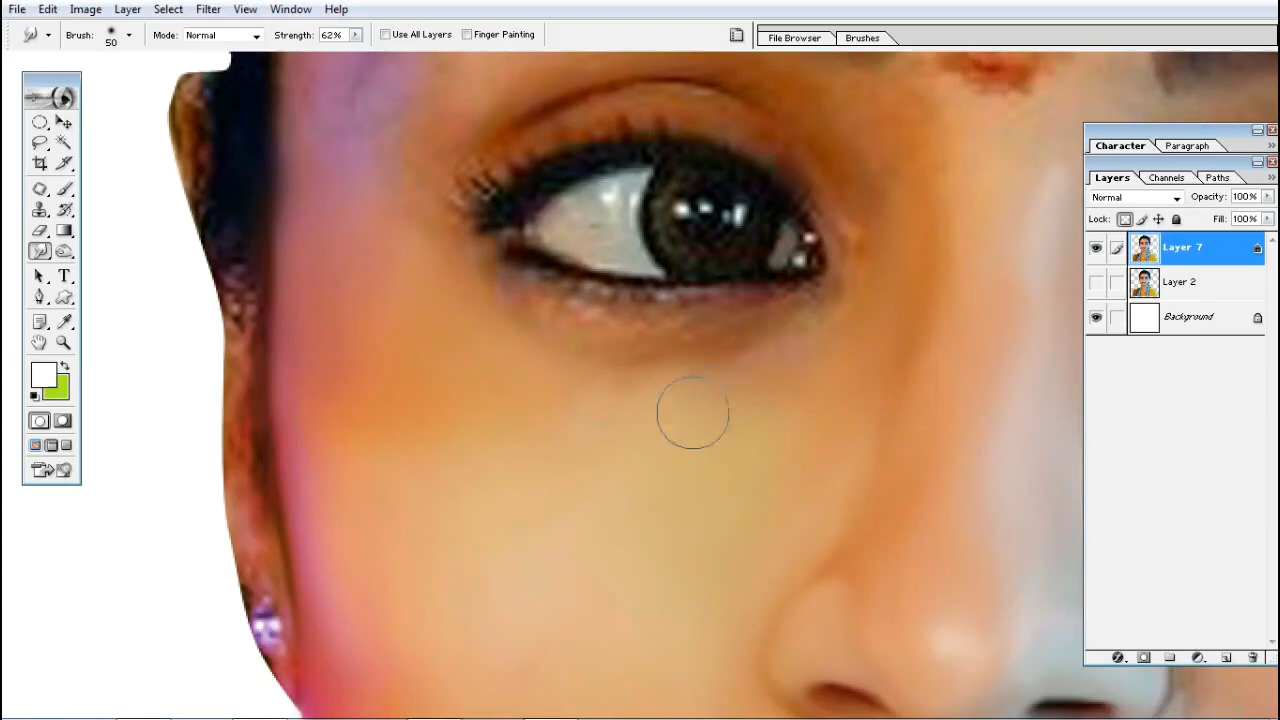 File Edit Image Layer Select Filter View Window Help
Brush: 50 Mode: Normal Strength: 62% Use All Layers Finger Painting File Browser Brushes
Character Paragraph
Layers Channels Paths
Normal Opacity: 100%
Lock: Fill: 100%
Layer 7
Layer 2
Background
T